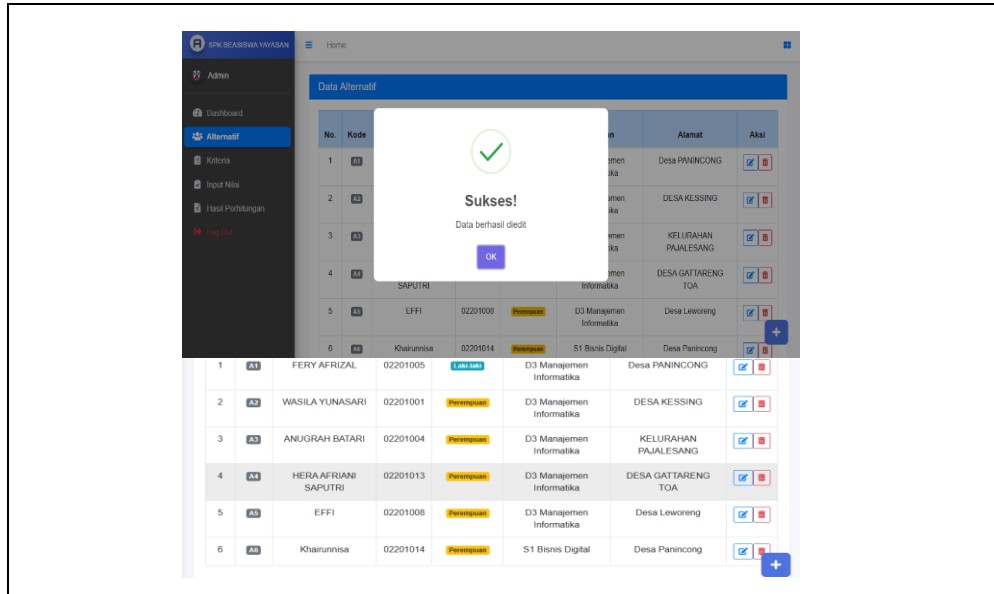 SPK BEASISWA YAYASAN
Home
Admin
Data Alternatif
Dashboard
Alternatif
Kriteria
Input Nilai
Hasil Perhitungan
Log Out
No. Kode Alamat Aksi
1 A1 Desa PANINCONG
2 A2 DESA KESSING
3 A3 KELURAHAN
PAJALESANG
4 A4 DESA GATTARENG
SAPUTRI Informatika TOA
5 A5 EFFI 02201008 Perempuan D3 Manajemen Desa Leworeng
Informatika
6 A6 Khairunnisa 02201014 Perempuan S1 Bisnis Digital Desa Panincong
Sukses!
Data berhasil diedit
OK
1 A1 FERY AFRIZAL 02201005 Laki-laki D3 Manajemen Desa PANINCONG
Informatika
2 A2 WASILA YUNASARI 02201001 Perempuan D3 Manajemen DESA KESSING
Informatika
3 A3 ANUGRAH BATARI 02201004 Perempuan D3 Manajemen KELURAHAN
Informatika PAJALESANG
4 A4 HERA AFRIANI 02201013 Perempuan D3 Manajemen DESA GATTARENG
SAPUTRI Informatika TOA
5 A5 EFFI 02201008 Perempuan D3 Manajemen Desa Leworeng
Informatika
6 A6 Khairunnisa 02201014 Perempuan S1 Bisnis Digital Desa Panincong